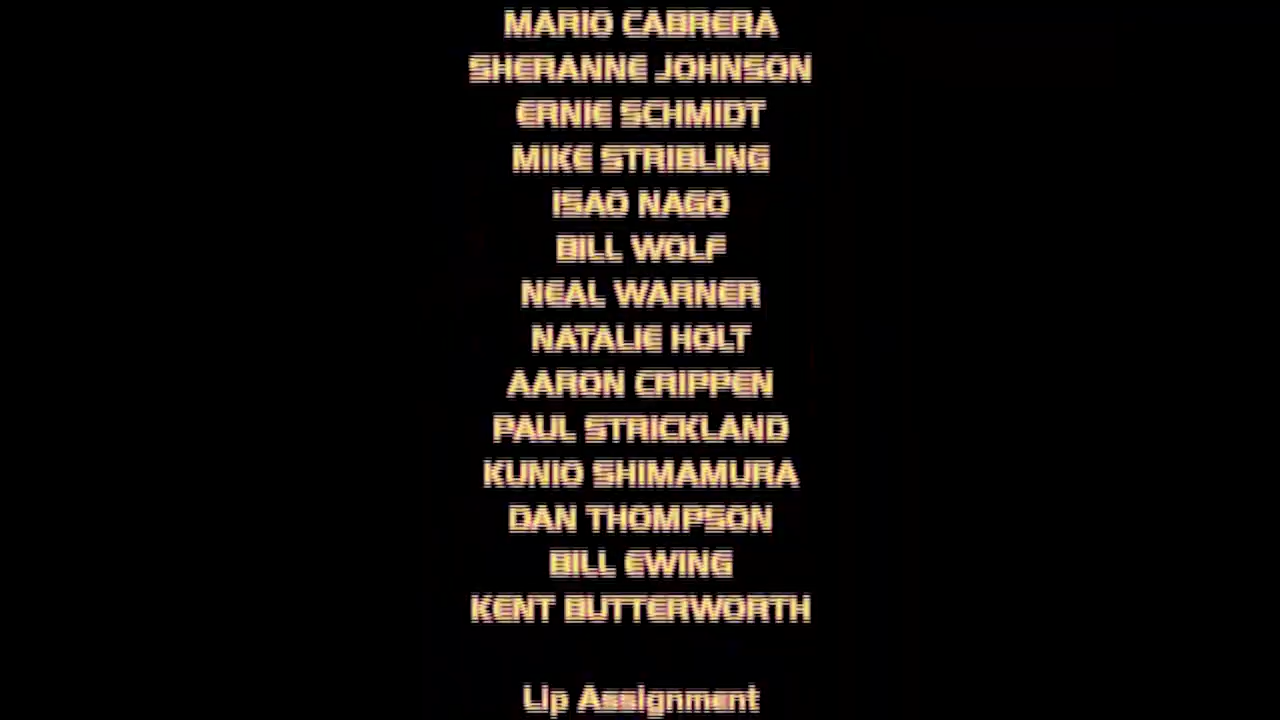 MARIO CABRERA
SHERANNE JOHNSON
ERNIE SCHMIDT
MIKE STRIBLING
ISAO NAGO
BILL WOLF
NEAL WARNER
NATALIE HOLT
AARON CRIPPEN
PAUL STRICKLAND
KUNIO SHIMAMURA
DAN THOMPSON
BILL EWING
KENT BUTTERWORTH
Lip Assignment